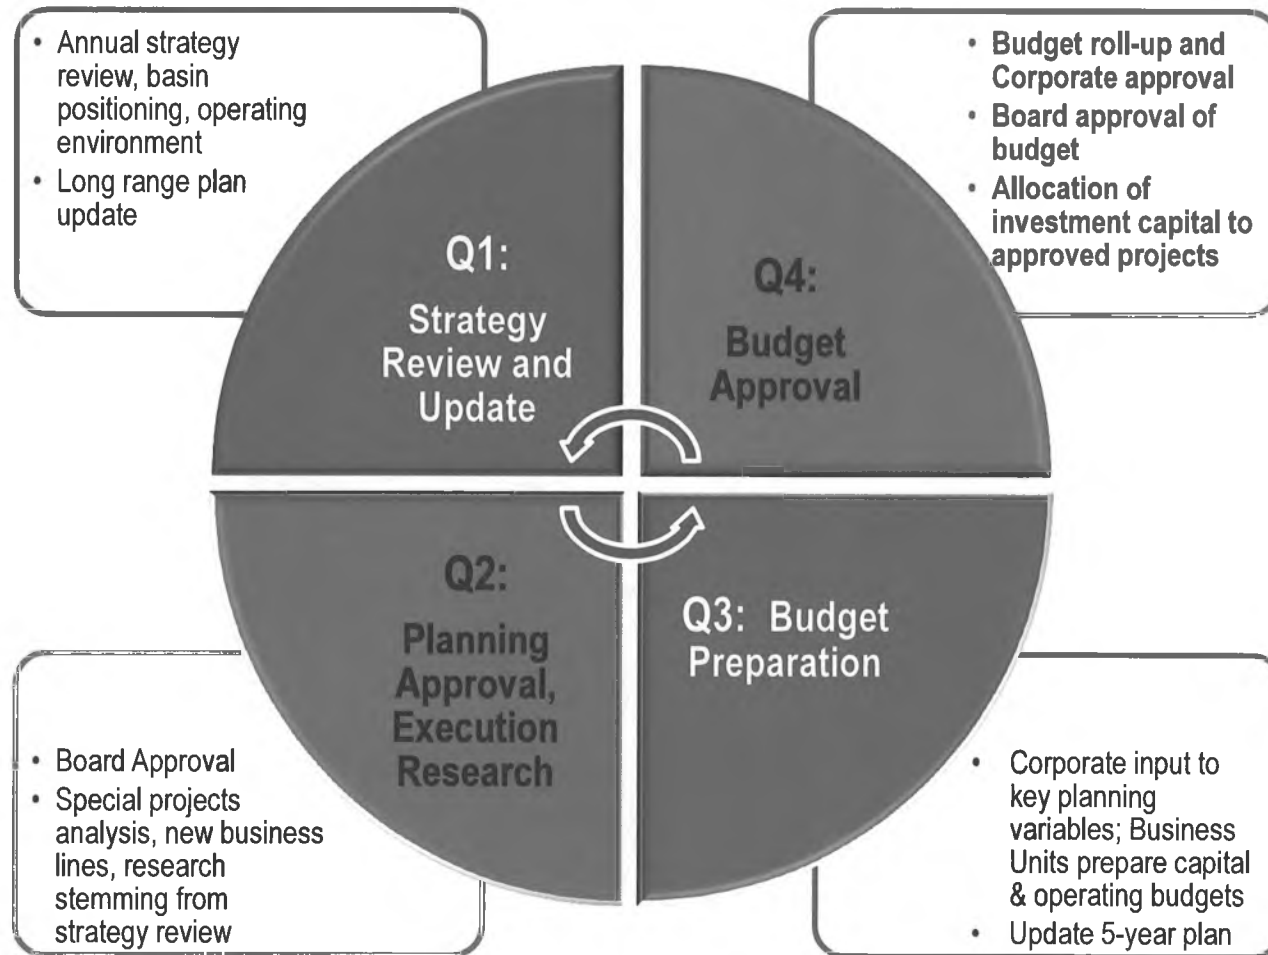 • Annual strategy
review, basin
positioning, operating
environment
• Long range plan
update
• Budget roll-up and
Corporate approval
• Board approval of
budget
• Allocation of
investment capital to
approved projects
Q1:
Strategy
Review and
Update
Q4:
Budget
Approval
Q2:
Planning
Approval,
Execution
Research
Q3: Budget
Preparation
• Board Approval
• Special projects
analysis, new business
lines, research
stemming from
strategy review
• Corporate input to
key planning
variables; Business
Units prepare capital
& operating budgets
• Update 5-year plan